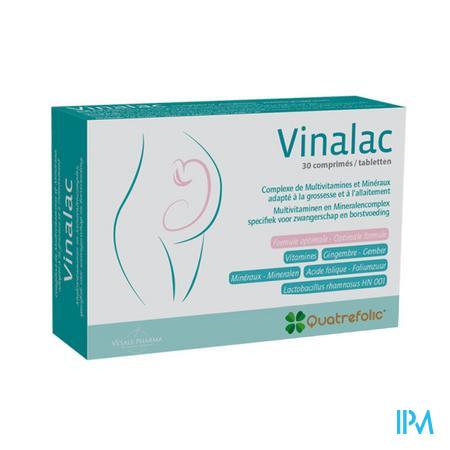 Vinalac
30 comprimés / tabletten
Complexe de Multivitamines et Minéraux
adapté à la grossesse et à l'allaitement
Multivitaminen en Mineralencomplex
specifiek voor zwangerschap en borstvoeding
Formule optimale - Optimale formule
Vitamines
Gingembre - Gember
Minéraux - Mineralen
Acide folique - Foliumzuur
Lactobacillus rhamnosus HN 001
Quatrefolic®
VÉSALE PHARMA
Vinalac
IPM